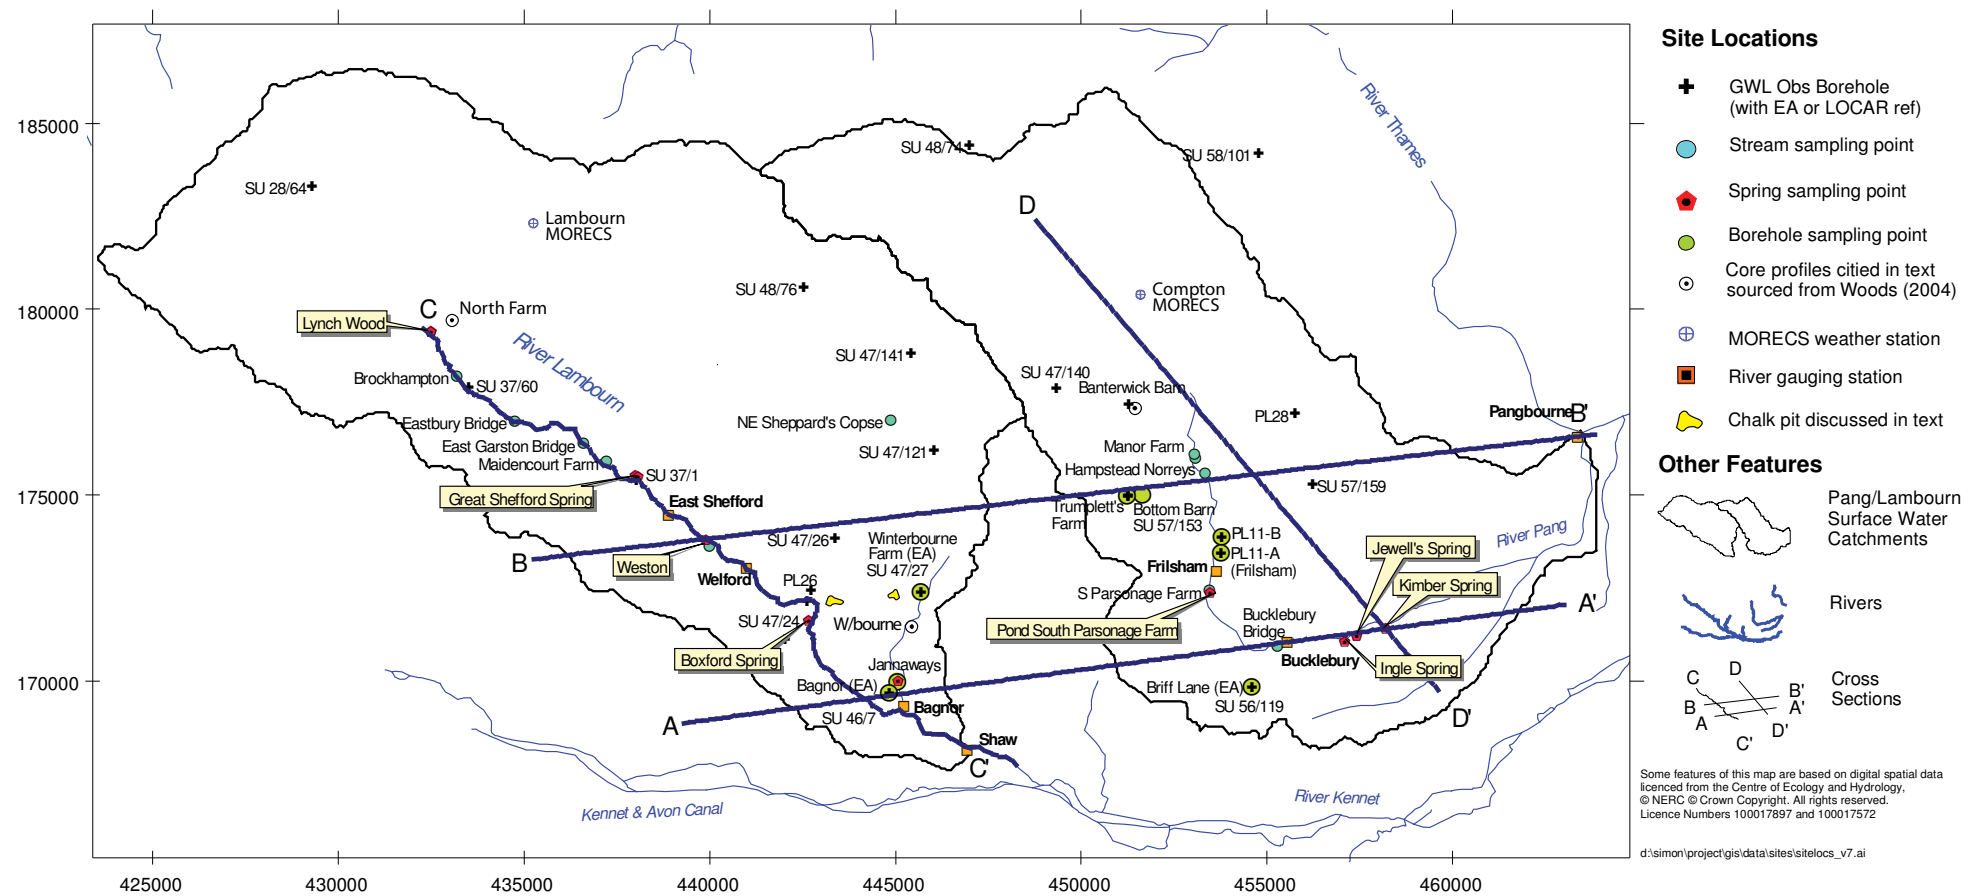 Site Locations
GWL Obs Borehole
(with EA or LOCAR ref)
Stream sampling point
Spring sampling point
Borehole sampling point
Core profiles citied in text
sourced from Woods (2004)
MORECS weather station
River gauging station
Chalk pit discussed in text
Other Features
Pang/Lambourn
Surface Water
Catchments
Rivers
Cross
Sections
C
D
B
A
B'
A'
D'
C'
Some features of this map are based on digital spatial data
licenced from the Centre of Ecology and Hydrology,
© NERC © Crown Copyright. All rights reserved.
Licence Numbers 100017897 and 100017572
d:\simon\project\gis\data\sites\sitelocs_v7.ai
185000
180000
175000
170000
425000
430000
435000
440000
445000
450000
455000
460000
River Thames
SU 48/74
SU 58/101
SU 28/64
Lambourn
MORECS
D
SU 48/76
Compton
MORECS
C
North Farm
Lynch Wood
River Lambourn
SU 47/141
SU 47/140
Banterwick Barn
Brockhampton
SU 37/60
PL28
Pangbourne
B'
Eastbury Bridge
NE Sheppard's Copse
East Garston Bridge
Maidencourt Farm
SU 47/121
Manor Farm
Hampstead Norreys
SU 37/1
Great Shefford Spring
East Shefford
SU 57/159
Trumplett's
Farm
Bottom Barn
SU 57/153
B
SU 47/26
Winterbourne
Farm (EA)
SU 47/27
PL11-B
PL11-A
(Frilsham)
Frilsham
River Pang
Jewell's Spring
Kimber Spring
Weston
Welford
PL26
S Parsonage Farm
A'
SU 47/24
W/bourne
Pond South Parsonage Farm
Bucklebury
Bridge
Bucklebury
Ingle Spring
Boxford Spring
Jannaways
Bagnor (EA)
Briff Lane (EA)
SU 56/119
SU 46/7
Bagnor
A
D'
Shaw
C'
Kennet & Avon Canal
River Kennet